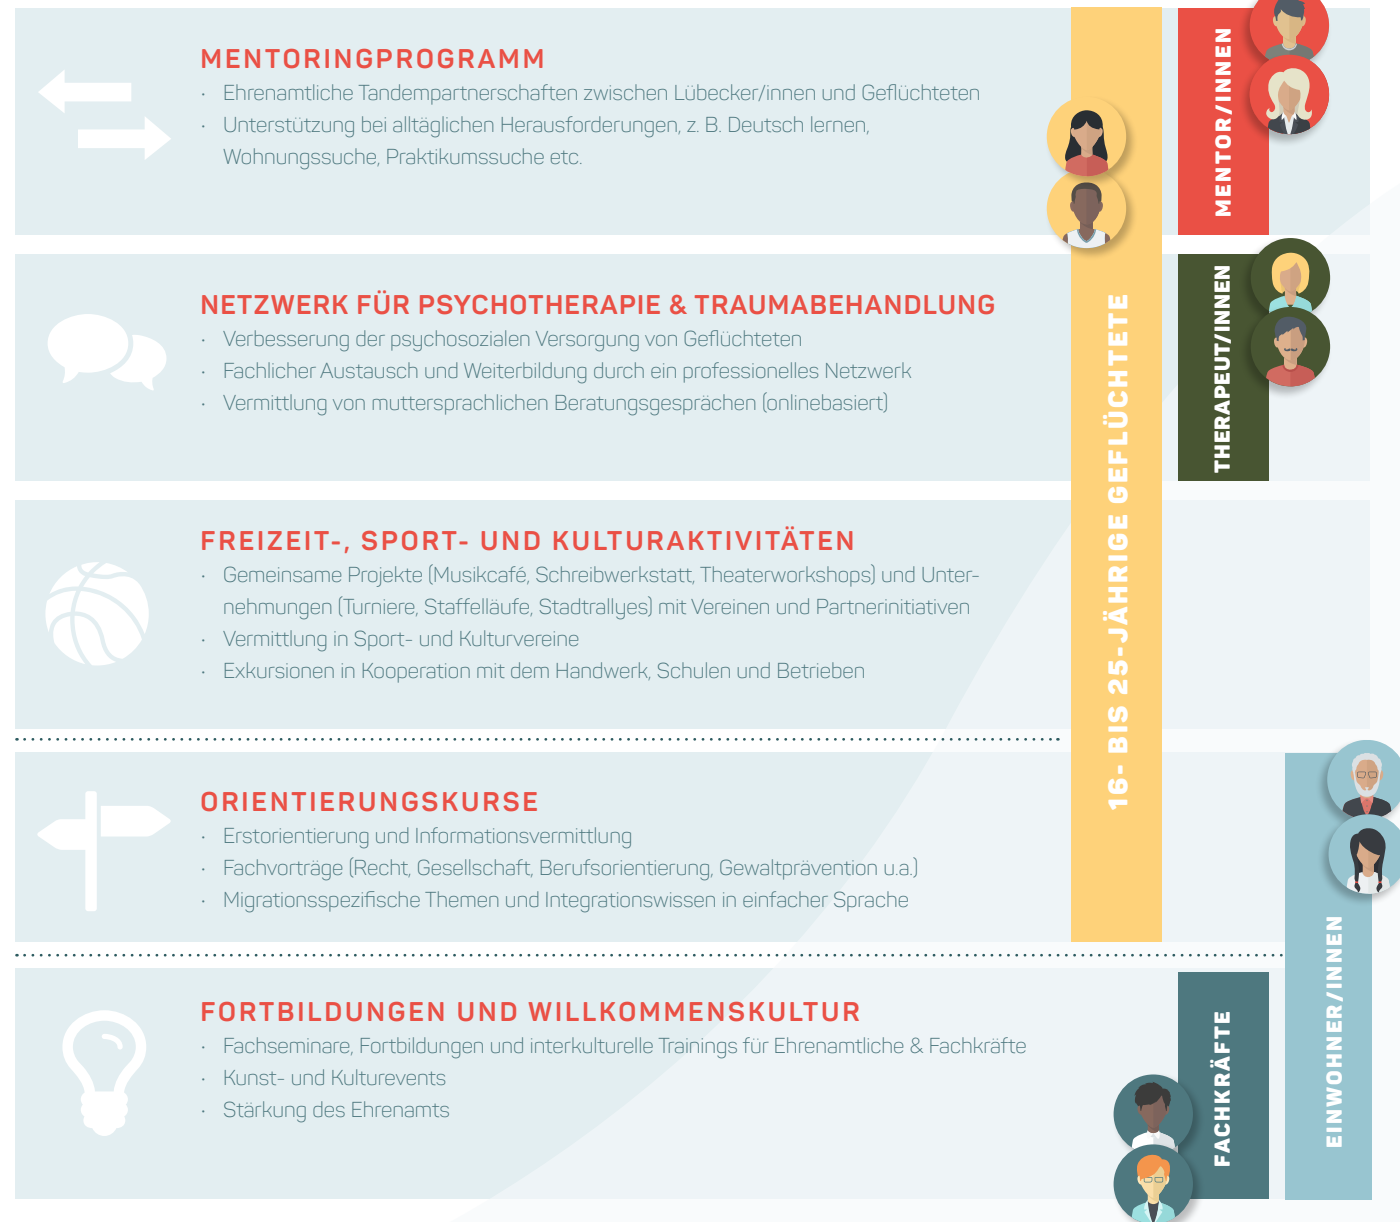 MENTORINGPROGRAMM
· Ehrenamtliche Tandempartnerschaften zwischen Lübecker/innen und Geflüchteten
· Unterstützung bei alltäglichen Herausforderungen, z. B. Deutsch lernen,
Wohnungssuche, Praktikumssuche etc.
MENTOR/INNEN
NETZWERK FÜR PSYCHOTHERAPIE & TRAUMABEHANDLUNG
· Verbesserung der psychosozialen Versorgung von Geflüchteten
· Fachlicher Austausch und Weiterbildung durch ein professionelles Netzwerk
· Vermittlung von muttersprachlichen Beratungsgesprächen (onlinebasiert)
THERAPEUT/INNEN
16- BIS 25-JÄHRIGE GEFLÜCHTETE
FREIZEIT-, SPORT- UND KULTURAKTIVITÄTEN
· Gemeinsame Projekte (Musikcafé, Schreibwerkstatt, Theaterworkshops) und Unter-
nehmungen (Turniere, Staffelläufe, Stadtrallyes) mit Vereinen und Partnerinitiativen
· Vermittlung in Sport- und Kulturvereine
· Exkursionen in Kooperation mit dem Handwerk, Schulen und Betrieben
ORIENTIERUNGSKURSE
· Erstorientierung und Informationsvermittlung
· Fachvorträge (Recht, Gesellschaft, Berufsorientierung, Gewaltprävention u.a.)
· Migrationsspezifische Themen und Integrationswissen in einfacher Sprache
EINWOHNER/INNEN
FORTBILDUNGEN UND WILLKOMMENSKULTUR
· Fachseminare, Fortbildungen und interkulturelle Trainings für Ehrenamtliche & Fachkräfte
· Kunst- und Kulturevents
· Stärkung des Ehrenamts
FACHKRÄFTE